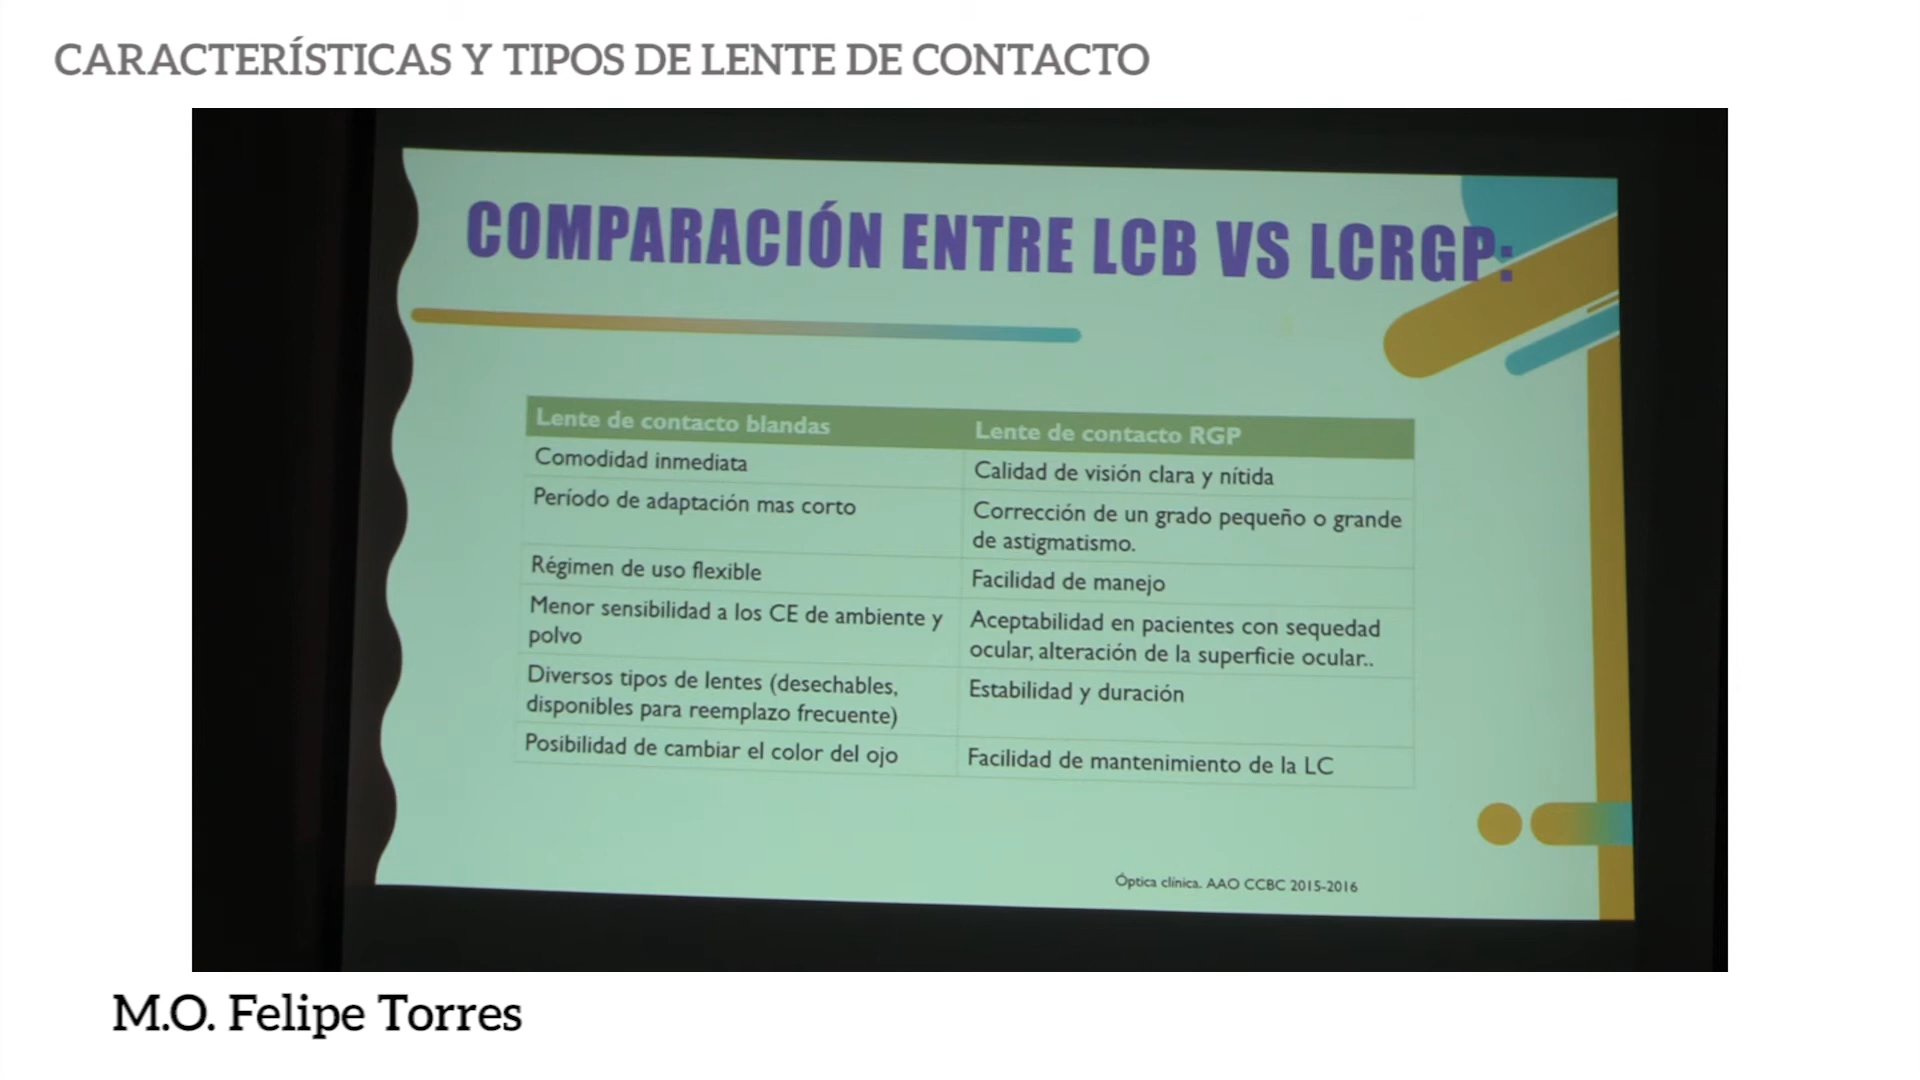 CARACTERÍSTICAS Y TIPOS DE LENTE DE CONTACTO
COMPARACIÓN ENTRE LCB VS LCRGP:
Lente de contacto blandas
Lente de contacto RGP
Comodidad inmediata
Calidad de visión clara y nítida
Período de adaptación mas corto
Corrección de un grado pequeño o grande
de astigmatismo.
Régimen de uso flexible
Facilidad de manejo
Menor sensibilidad a los CE de ambiente y
polvo
Aceptabilidad en pacientes con sequedad
ocular, alteración de la superficie ocular..
Diversos tipos de lentes (desechables,
disponibles para reemplazo frecuente)
Estabilidad y duración
Posibilidad de cambiar el color del ojo
Facilidad de mantenimiento de la LC
Óptica clínica. AAO CCBC 2015-2016
M.O. Felipe Torres